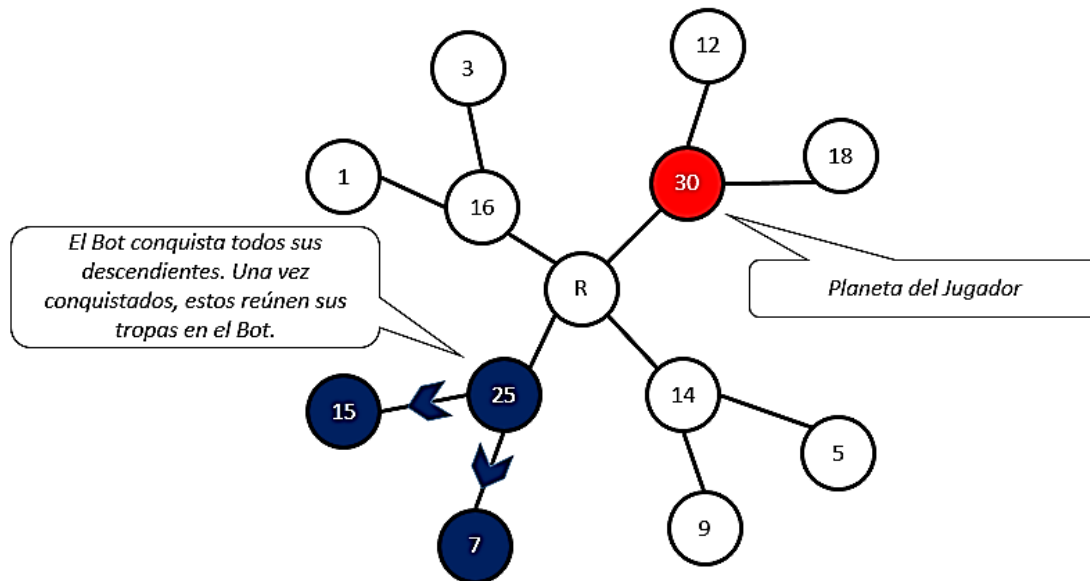 12
3
18
1
30
16
El Bot conquista todos sus
descendientes. Una vez
conquistados, estos reúnen sus
tropas en el Bot.
R
Planeta del Jugador
25
14
15
5
9
7